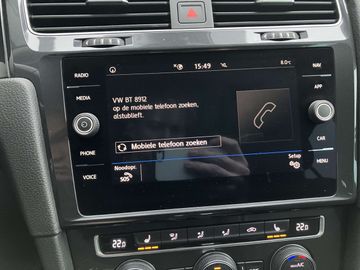 RADIO
MEDIA
PHONE
VOICE
NAV
APP
CAR
MENU
15:49
8.0°C
VW BT 8912
op de mobiele telefoon zoeken,
alstublieft.
Mobiele telefoon zoeken
Noodopr.
SOS
Setup
22.0
22.0
A/C